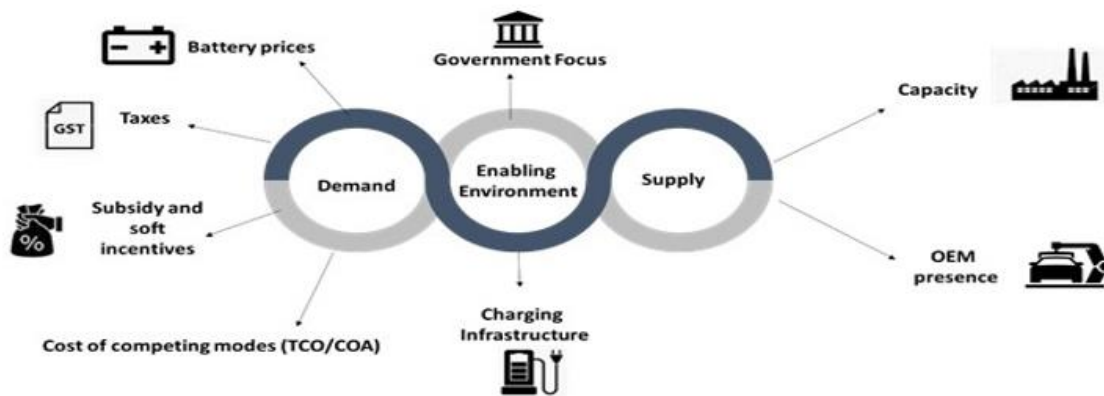 Battery prices
Government Focus
Capacity
GST
Taxes
Demand
Enabling
Environment
Supply
Subsidy and
soft
incentives
%
OEM
presence
Charging
Infrastructure
Cost of competing modes (TCO/COA)